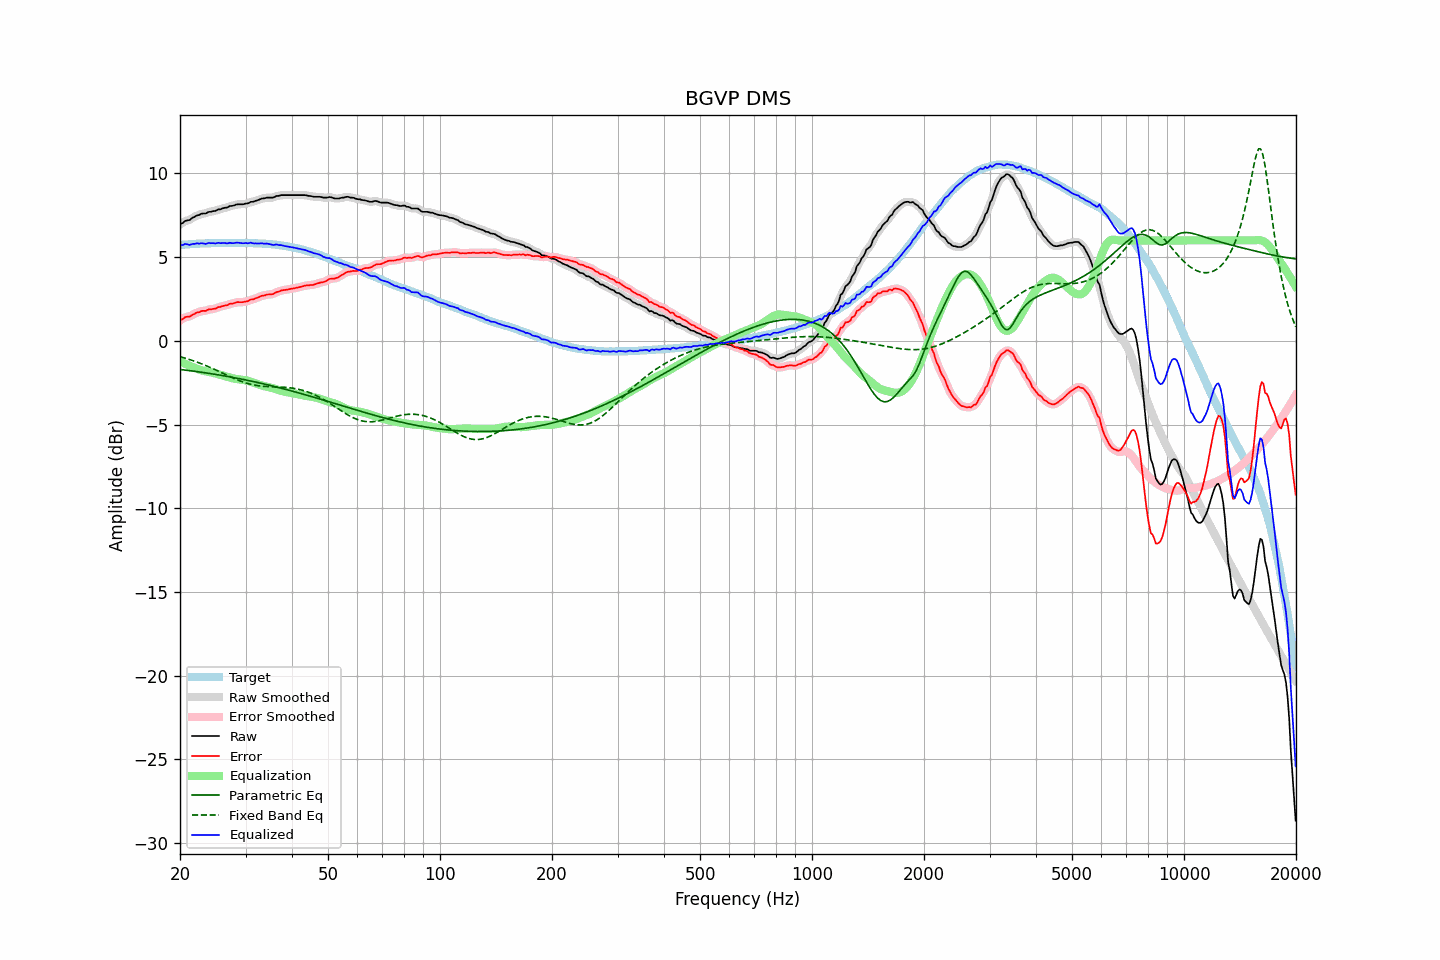 BGVP DMS
Amplitude (dBr)
10
5
0
−5
−10
−15
−20
−25
−30
Target
Raw Smoothed
Error Smoothed
Raw
Error
Equalization
Parametric Eq
Fixed Band Eq
Equalized
20 50 100 200 500 1000 2000 5000 10000 20000
Frequency (Hz)